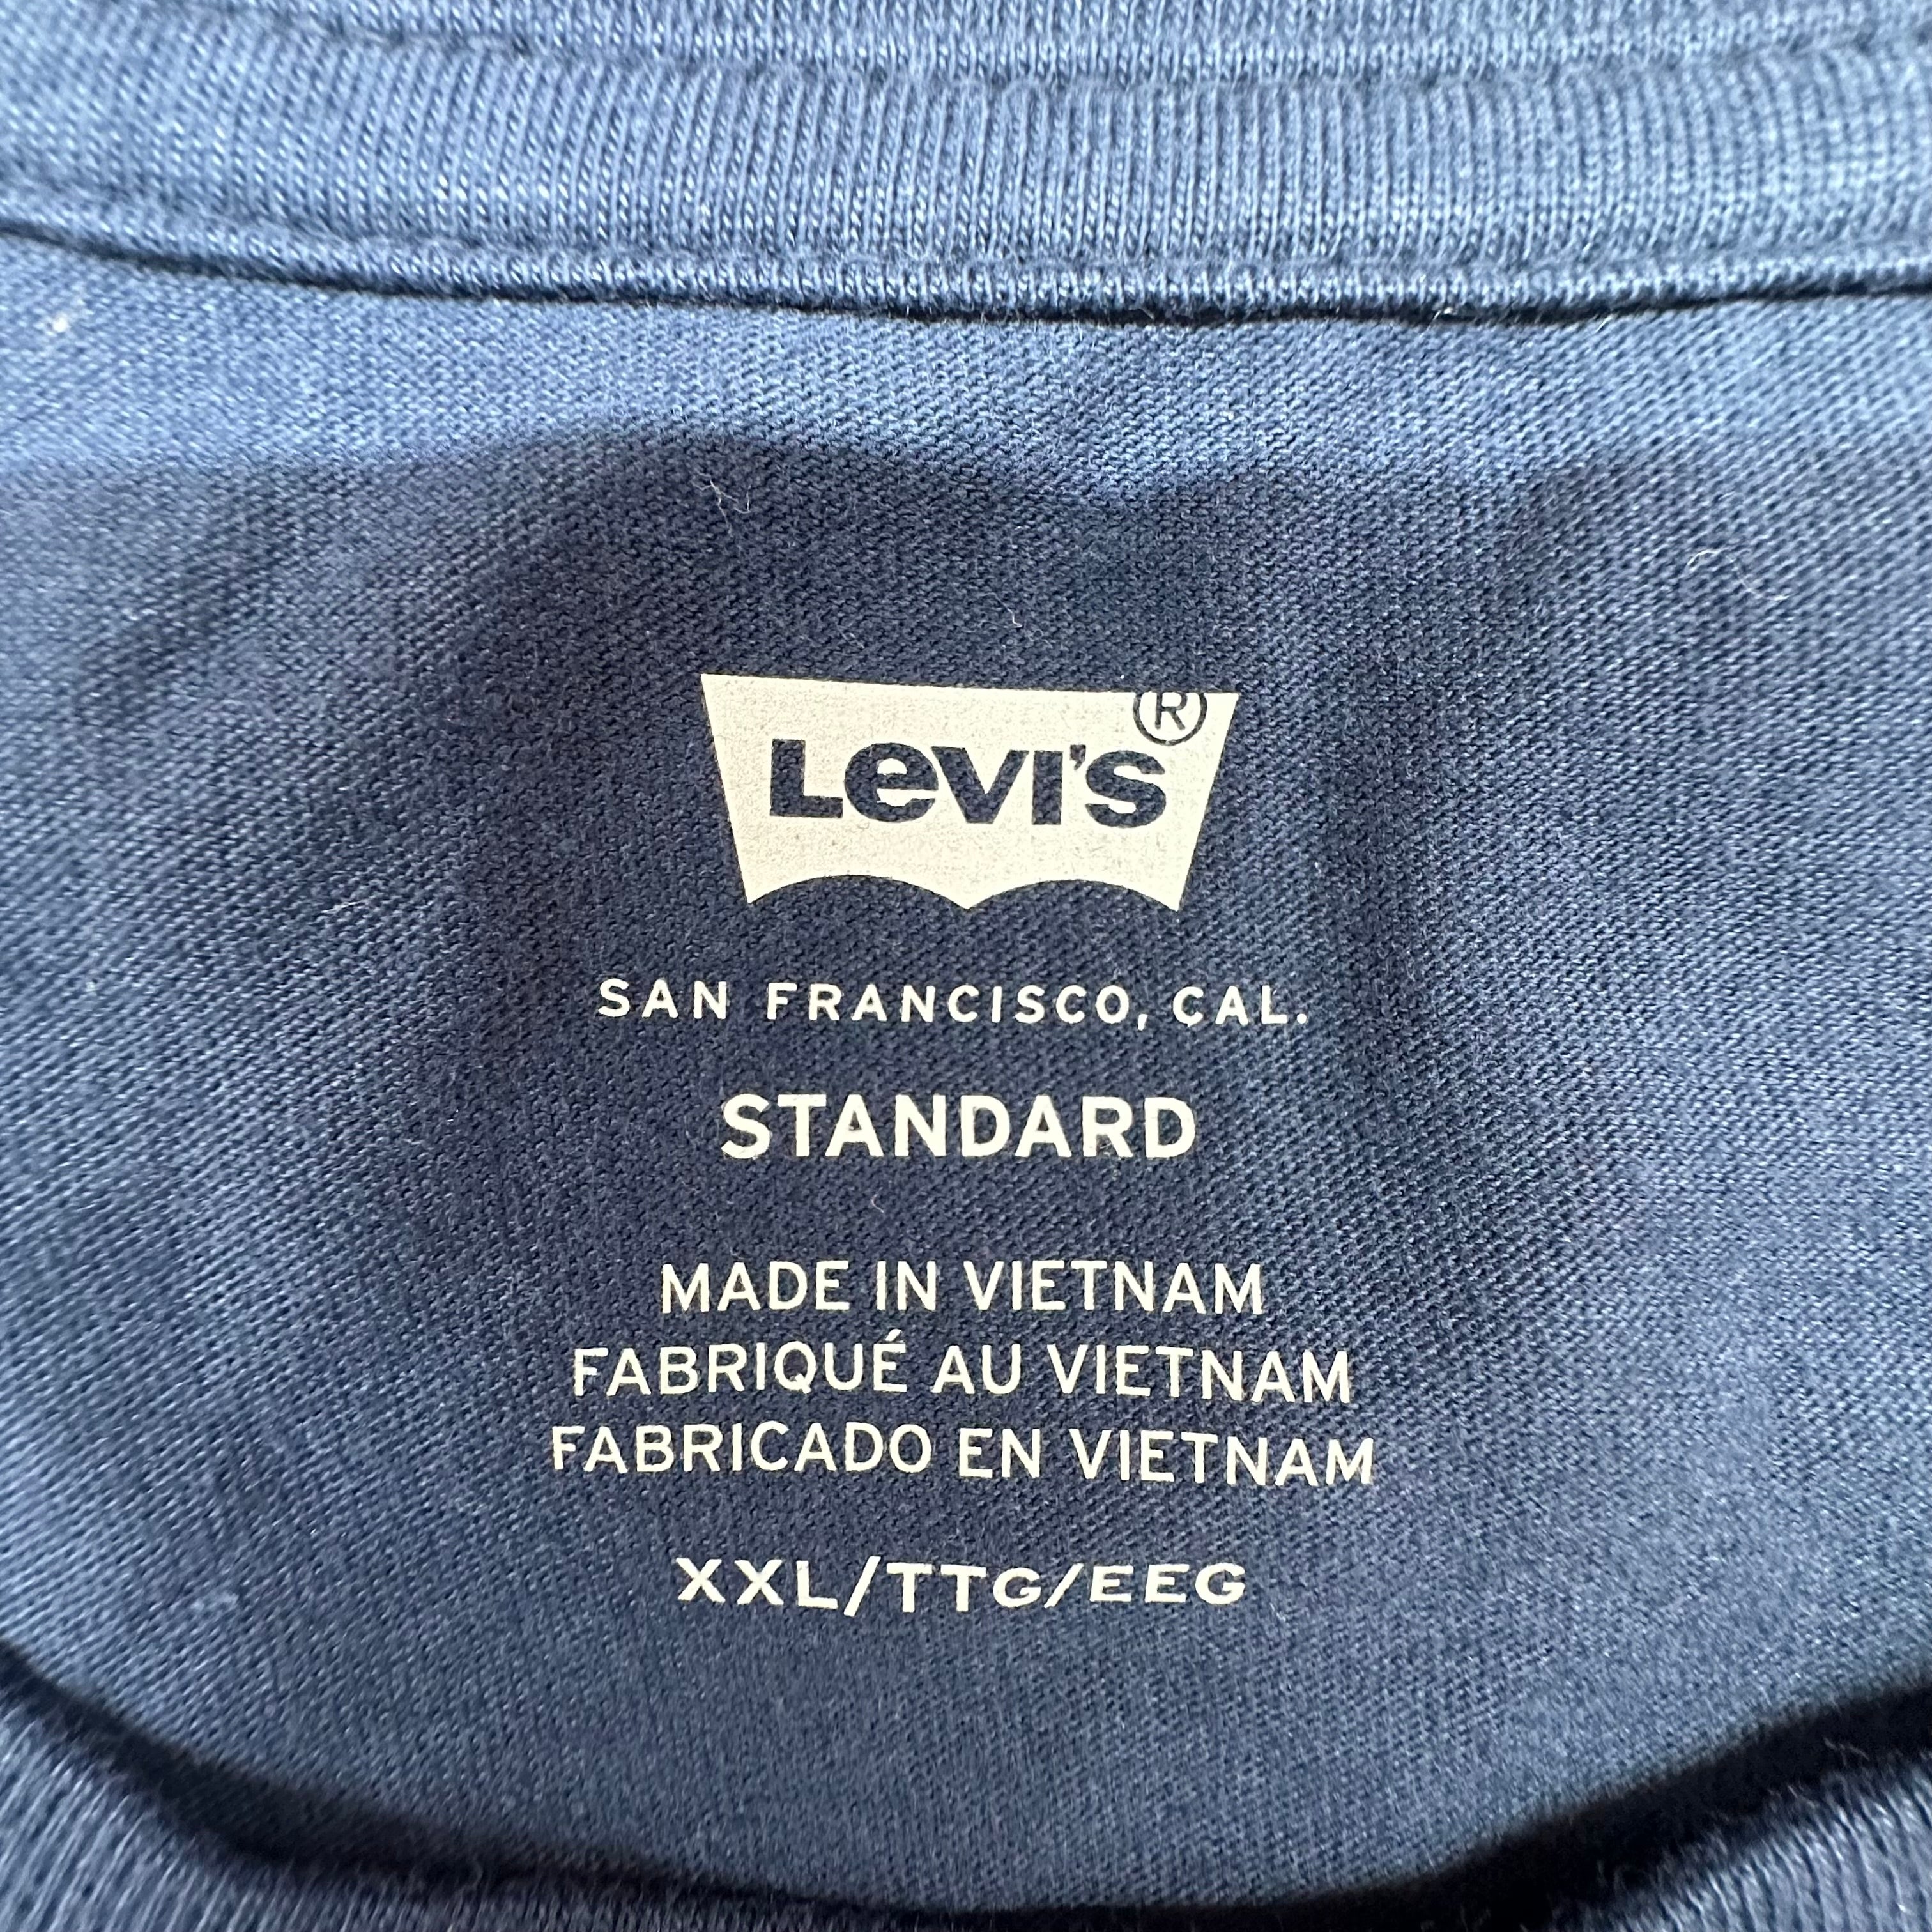 Levi's®
SAN FRANCISCO, CAL.
STANDARD
MADE IN VIETNAM
FABRIQUÉ AU VIETNAM
FABRICADO EN VIETNAM
XXL/TTG/EEG